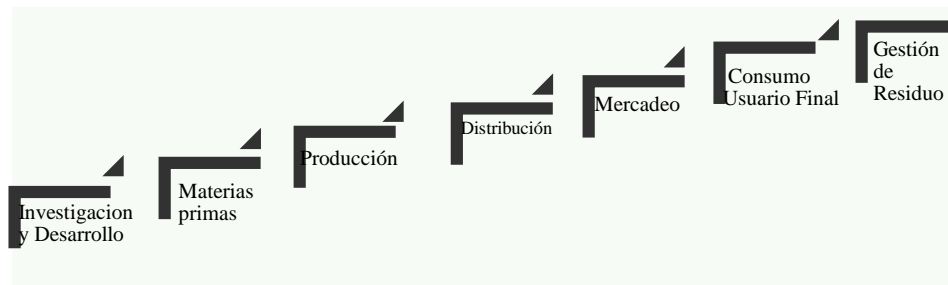 Investigacion
y Desarrollo
Materias
primas
Producción
Distribución
Mercadeo
Consumo
Usuario Final
Gestión
de
Residuo